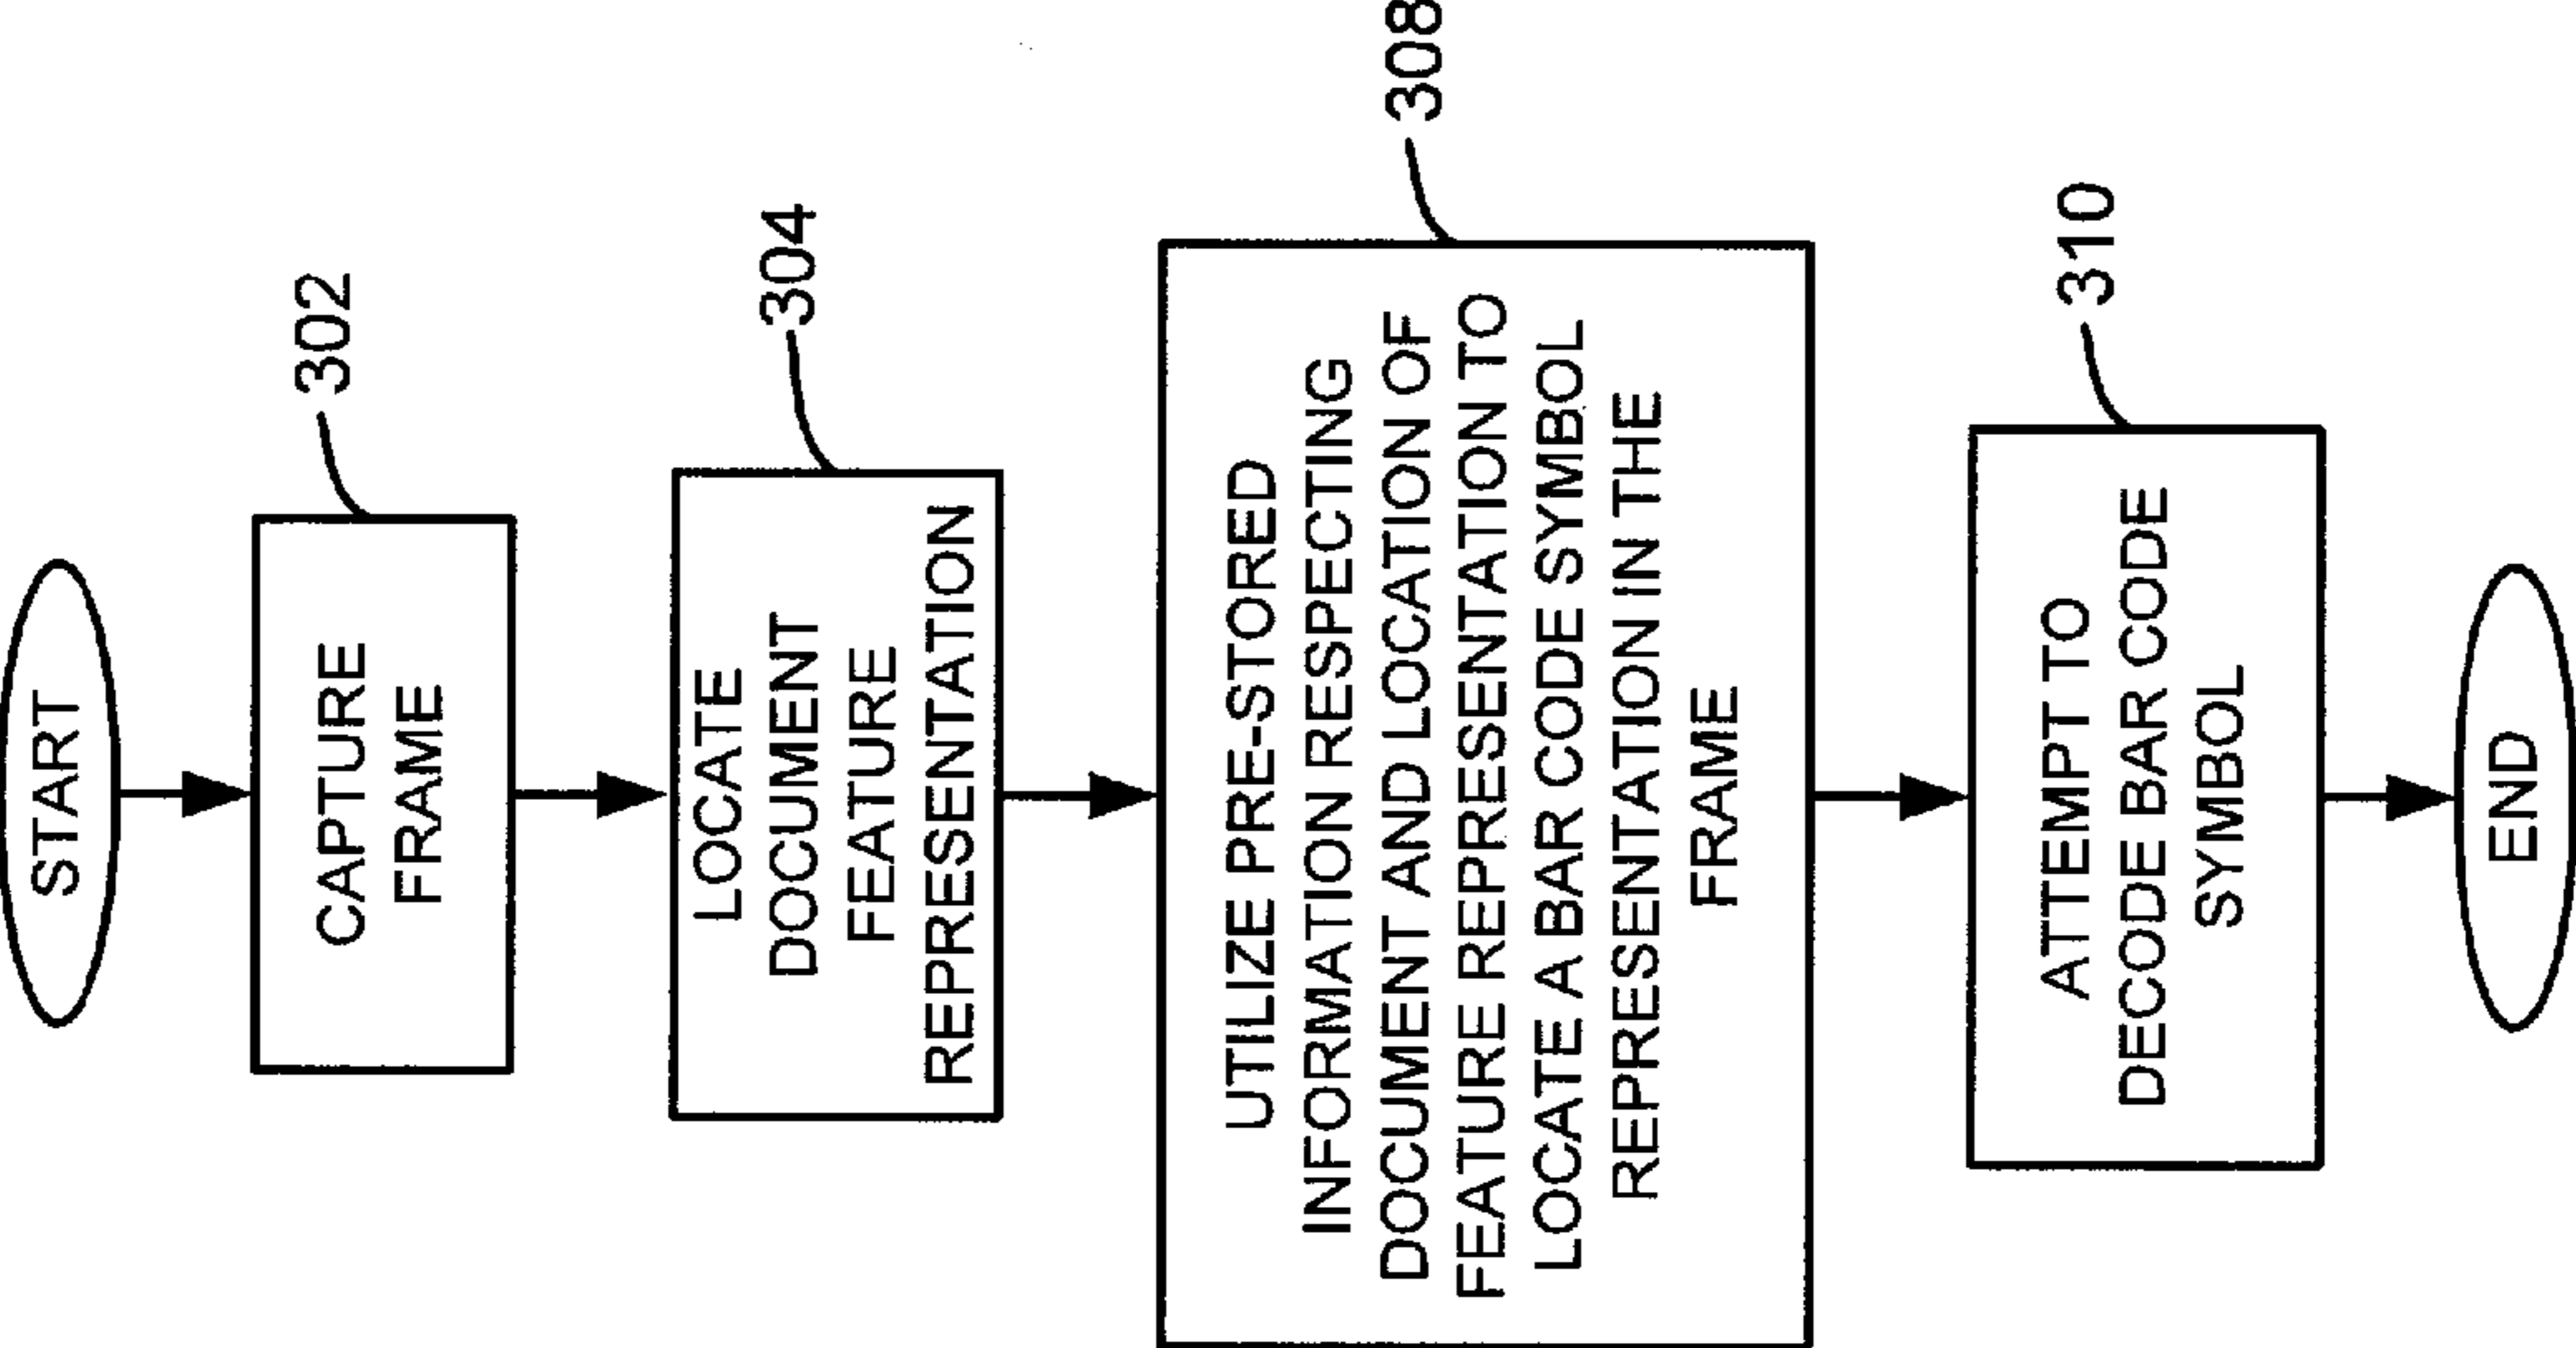 START
CAPTURE
FRAME
302
LOCATE
DOCUMENT
FEATURE
REPRESENTATION
304
UTILIZE PRE-STORED
INFORMATION RESPECTING
DOCUMENT AND LOCATION OF
FEATURE REPRESENTATION TO
LOCATE A BAR CODE SYMBOL
REPRESENTATION IN THE
FRAME
308
ATTEMPT TO
DECODE BAR CODE
SYMBOL
310
END